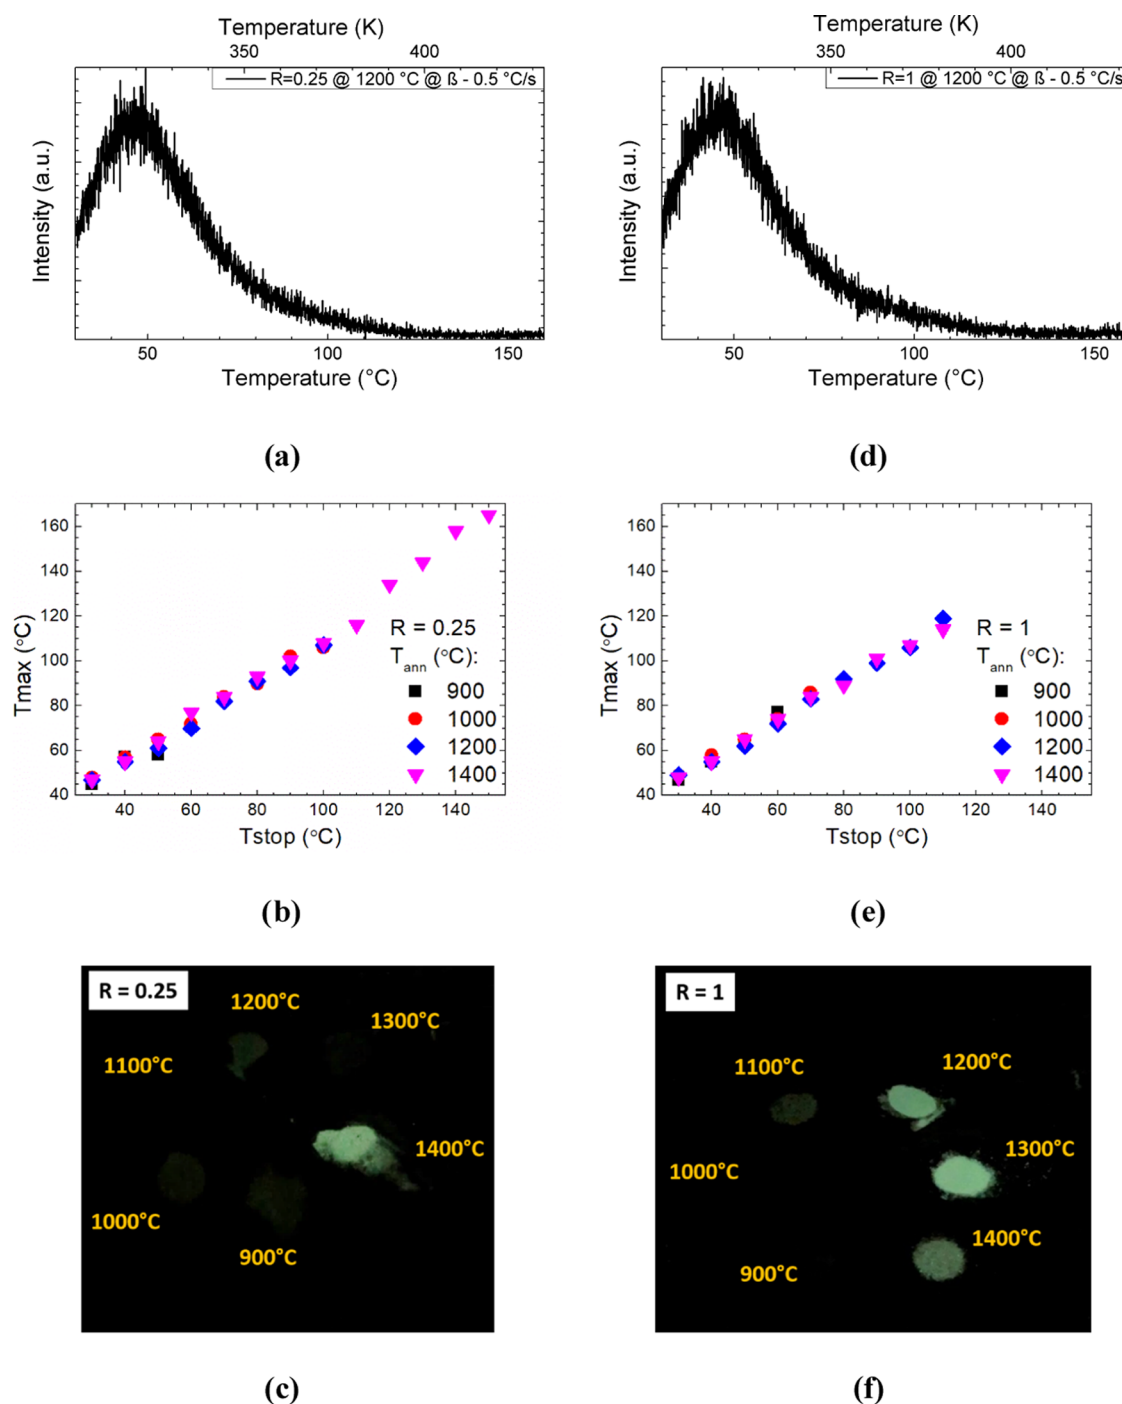 Temperature (K)
350 400
R=0.25 @ 1200 °C @ ß - 0.5 °C/s
Intensity (a.u.)
50 100 150
Temperature (°C)
(a)
Temperature (K)
350 400
R=1 @ 1200 °C @ ß - 0.5 °C/s
Intensity (a.u.)
50 100 150
Temperature (°C)
(d)
160
140
120
100
80
60
40
Tmax (°C)
R = 0.25
Tann (°C):
900
1000
1200
1400
40 60 80 100 120 140
Tstop (°C)
(b)
160
140
120
100
80
60
40
Tmax (°C)
R = 1
Tann (°C):
900
1000
1200
1400
40 60 80 100 120 140
Tstop (°C)
(e)
R = 0.25
1200°C
1300°C
1100°C
1400°C
1000°C
900°C
(c)
R = 1
1200°C
1100°C
1300°C
1000°C
1400°C
900°C
(f)